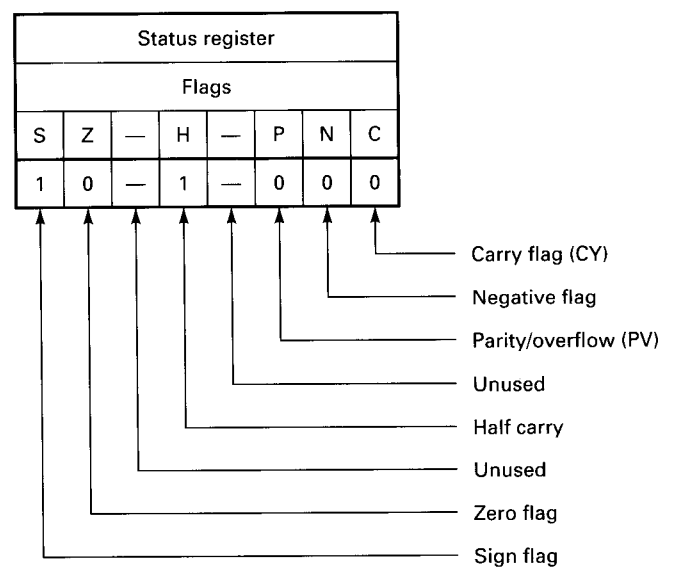 Status register
Flags
S Z — H — P N C
1 0 — 1 — 0 0 0
Carry flag (CY)
Negative flag
Parity/overflow (PV)
Unused
Half carry
Unused
Zero flag
Sign flag